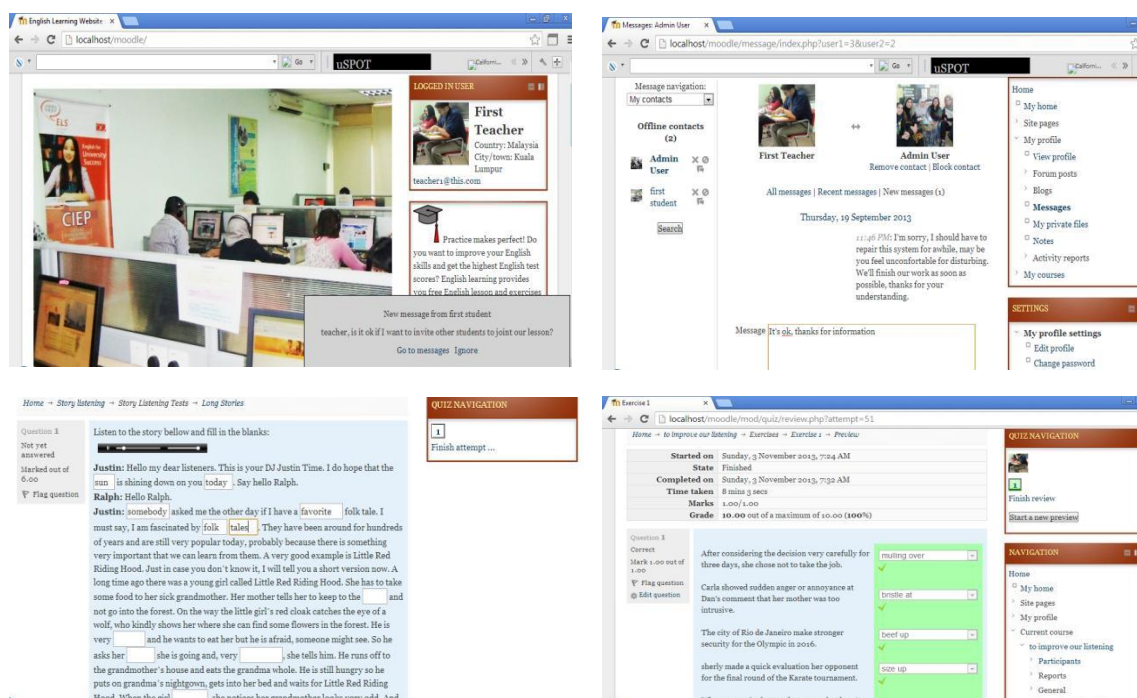 English Learning Website
localhost/moodle/
Go
uSPOT
Californi...
ELS
English for
University
Success
CIEP
LOGGED IN USER
First
Teacher
Country: Malaysia
City/town: Kuala
Lumpur
teacher1@this.com
Practice makes perfect! Do
you want to improve your English
skills and get the highest English test
scores? English learning provides
you free English lesson and exercises
New message from first student
teacher, is it ok if I want to invite other students to joint our lesson?
Go to messages Ignore
Messages: Admin User
localhost/moodle/message/index.php?user1=3&user2=2
Go
uSPOT
Californi...
Message navigation:
My contacts
Offline contacts
(2)
Admin
User
first
student
Search
First Teacher
Admin User
Remove contact | Block contact
All messages | Recent messages | New messages (1)
Thursday, 19 September 2013
11:46 PM: I'm sorry, I should have to
repair this system for awhile, may be
you feel unconfortable for disturbing.
We'll finish our work as soon as
possible, thanks for your
understanding.
Message It's ok, thanks for information
Home
My home
Site pages
My profile
View profile
Forum posts
Blogs
Messages
My private files
Notes
Activity reports
My courses
SETTINGS
My profile settings
Edit profile
Change password
Home → Story listening → Story Listening Tests → Long Stories
Question 1
Not yet
answered
Marked out of
6.00
Flag question
Listen to the story bellow and fill in the blanks:
Justin: Hello my dear listeners. This is your DJ Justin Time. I do hope that the
sun is shining down on you today . Say hello Ralph.
Ralph: Hello Ralph.
Justin: somebody asked me the other day if I have a favorite folk tale. I
must say, I am fascinated by folk tales . They have been around for hundreds
of years and are still very popular today, probably because there is something
very important that we can learn from them. A very good example is Little Red
Riding Hood. Just in case you don't know it, I will tell you a short version now. A
long time ago there was a young girl called Little Red Riding Hood. She has to take
some food to her sick grandmother. Her mother tells her to keep to the and
not go into the forest. On the way the little girl's red cloak catches the eye of a
wolf, who kindly shows her where she can find some flowers in the forest. He is
very and he wants to eat her but he is afraid, someone might see. So he
asks her she is going and, very , she tells him. He runs off to
the grandmother's house and eats the grandma whole. He is still hungry so he
puts on grandma's nightgown, gets into her bed and waits for Little Red Riding
Hood. When the girl , she notices her grandmother looks very odd. And
QUIZ NAVIGATION
1
Finish attempt ...
Exercise 1
localhost/moodle/mod/quiz/review.php?attempt=51
Home → to improve our listening → Exercises → Exercise 1 → Preview
Started on Sunday, 3 November 2013, 7:24 AM
State Finished
Completed on Sunday, 3 November 2013, 7:32 AM
Time taken 8 mins 3 secs
Marks 1.00/1.00
Grade 10.00 out of a maximum of 10.00 (100%)
Question 1
Correct
Mark 1.00 out of
1.00
Flag question
Edit question
After considering the decision very carefully for
three days, she chose not to take the job.
mulling over
Carla showed sudden anger or annoyance at
Dan's comment that her mother was too
intrusive.
bristle at
The city of Rio de Janeiro make stronger
security for the Olympic in 2016.
beef up
sherly made a quick evaluation her opponent
for the final round of the Karate tournament.
size up
QUIZ NAVIGATION
1
Finish review
Start a new preview
NAVIGATION
Home
My home
Site pages
My profile
Current course
to improve our listening
Participants
Reports
General